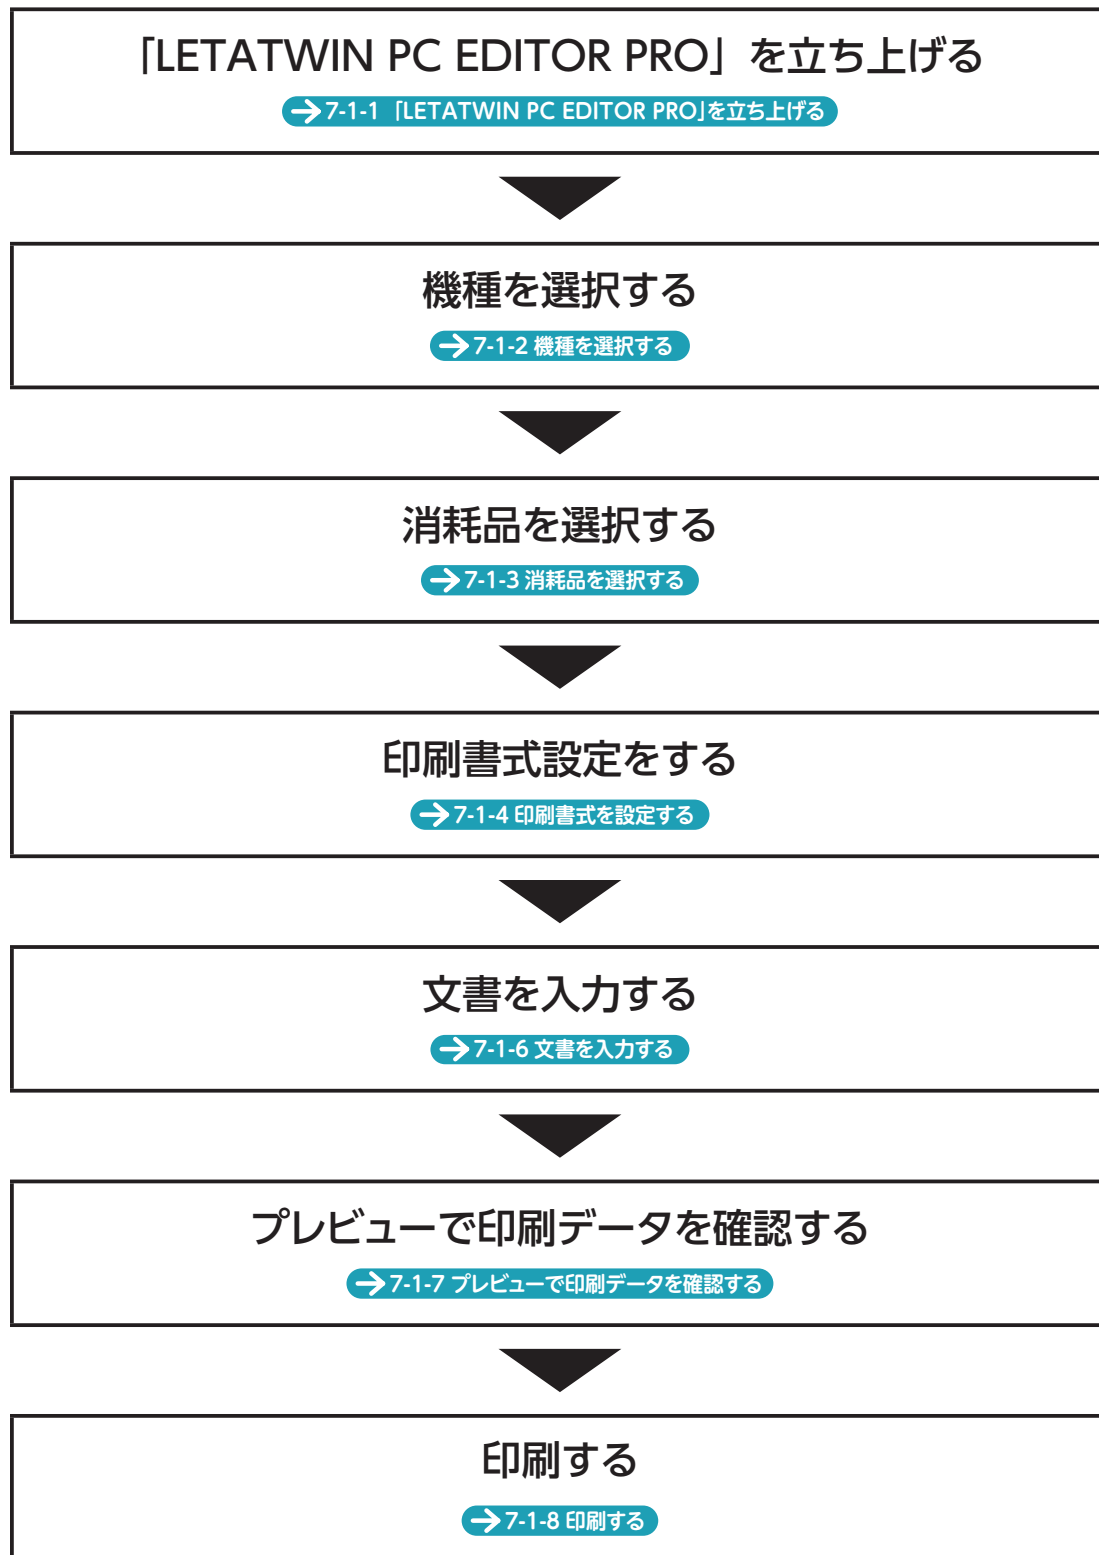 「LETATWIN PC EDITOR PRO」を立ち上げる
→7-1-1「LETATWIN PC EDITOR PRO」を立ち上げる
機種を選択する
→7-1-2 機種を選択する
消耗品を選択する
→7-1-3 消耗品を選択する
印刷書式設定をする
→7-1-4 印刷書式を設定する
文書を入力する
→7-1-6 文書を入力する
プレビューで印刷データを確認する
→7-1-7 プレビューで印刷データを確認する
印刷する
→7-1-8 印刷する